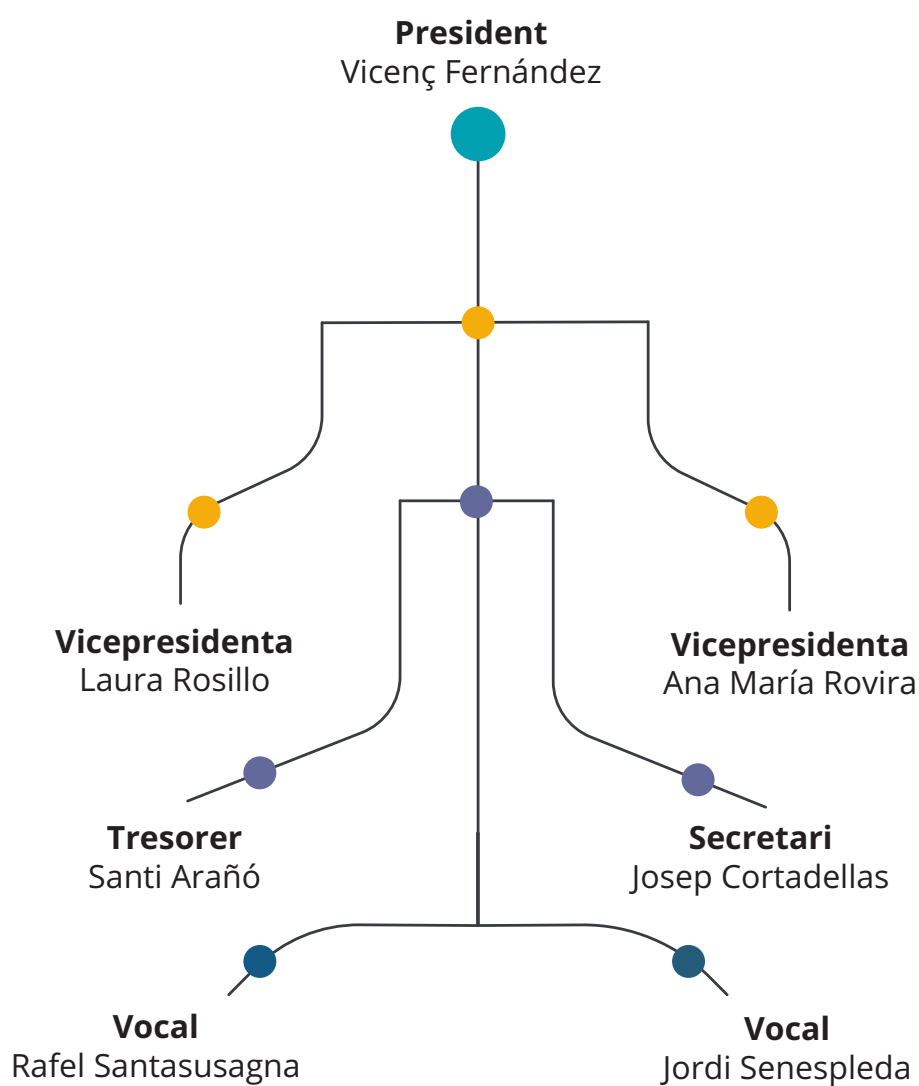 President
Vicenç Fernández
Vicepresidenta
Laura Rosillo
Vicepresidenta
Ana María Rovira
Tresorer
Santi Arañó
Secretari
Josep Cortadellas
Vocal
Rafel Santasusagna
Vocal
Jordi Senespleda